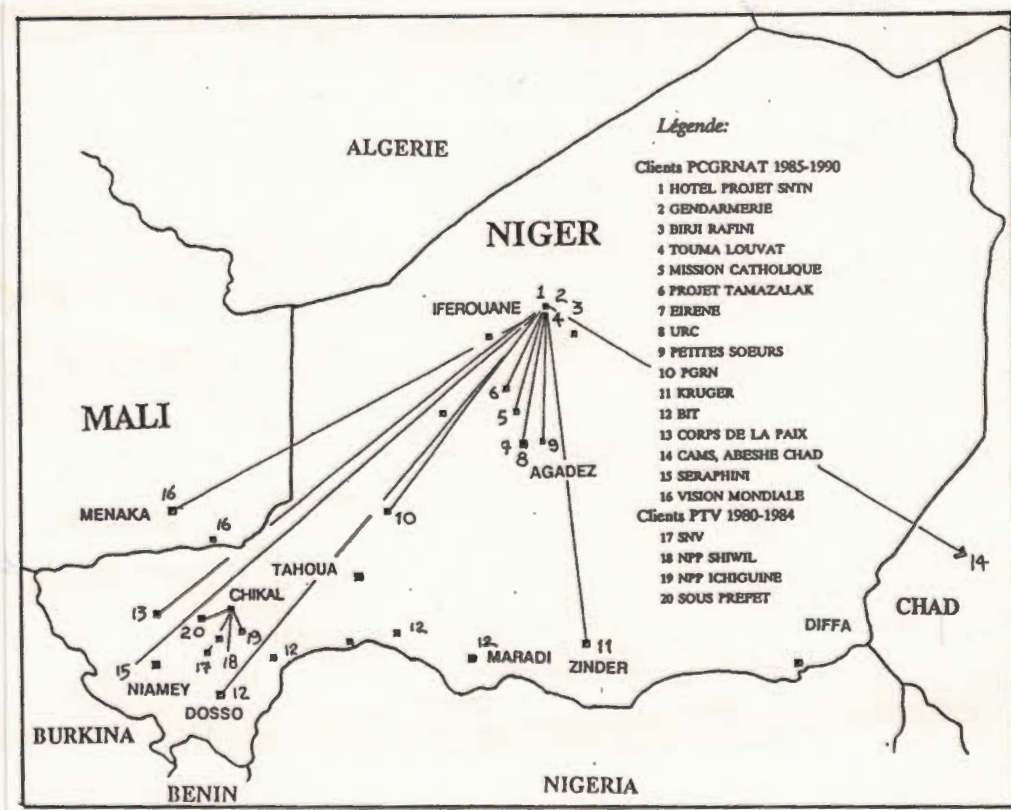 ALGERIE
NIGER
MALI
IFEROUANE
1
2
3
4
Légende:
Clients PCGRNAT 1985-1990
1 HOTEL PROJET SNTN
2 GENDARMERIE
3 BIRJI RAFINI
4 TOUMA LOUVAT
5 MISSION CATHOLIQUE
6 PROJET TAMAZALAK
7 EIRENE
8 URC
9 PETITES SOEURS
10 PGRN
11 KRUGER
12 BIT
13 CORPS DE LA PAIX
14 CAMS, ABESHE CHAD
15 SERAPHINI
16 VISION MONDIALE
Clients PTV 1980-1984
17 SNV
18 NPP SHIWIL
19 NPP ICHIGUINE
20 SOUS PREFET
6
5
7
8
9
AGADEZ
16
MENAKA
16
10
14
TAHOUA
CHIKAL
13
20
19
17
18
15
12
12
12
11
NIAMEY
12
DOSSO
MARADI
ZINDER
DIFFA
CHAD
BURKINA
BENIN
NIGERIA